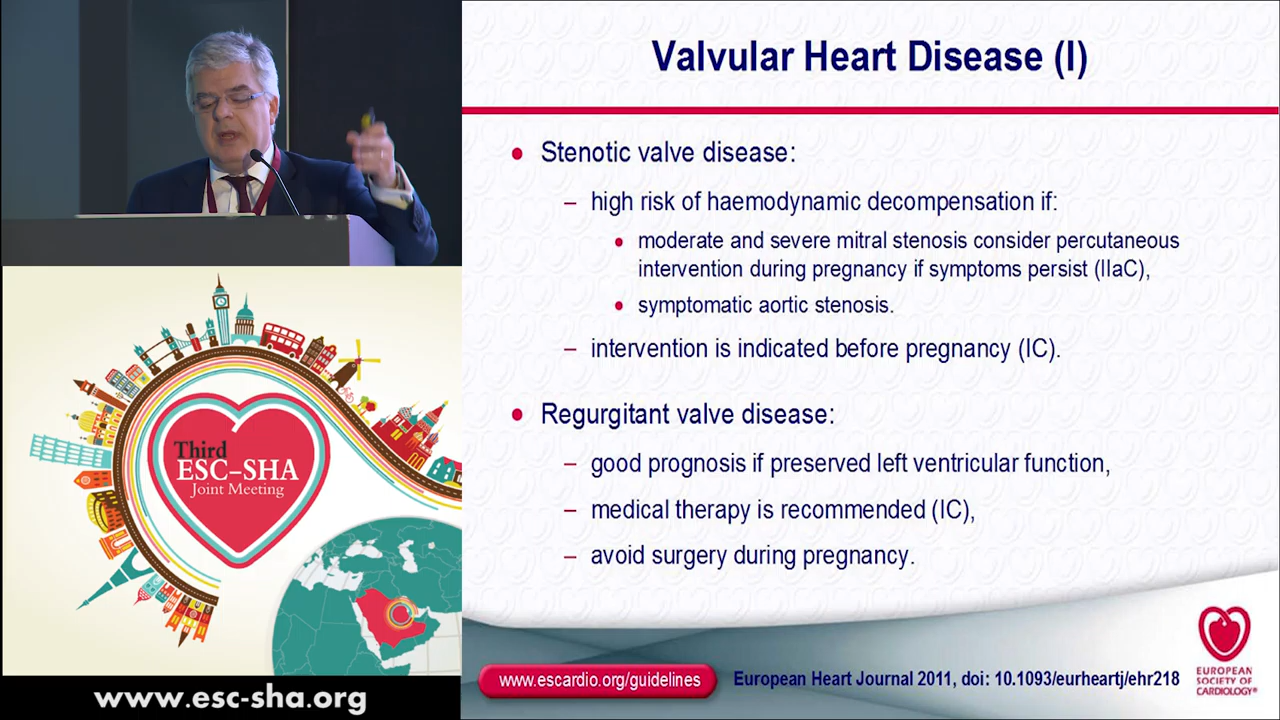 Valvular Heart Disease (I)
• Stenotic valve disease:
– high risk of haemodynamic decompensation if:
• moderate and severe mitral stenosis consider percutaneous
intervention during pregnancy if symptoms persist (IIaC),
• symptomatic aortic stenosis.
– intervention is indicated before pregnancy (IC).
• Regurgitant valve disease:
– good prognosis if preserved left ventricular function,
– medical therapy is recommended (IC),
– avoid surgery during pregnancy.
www.escardio.org/guidelines
European Heart Journal 2011, doi: 10.1093/eurheartj/ehr218
EUROPEAN
SOCIETY OF
CARDIOLOGY®
Third
ESC-SHA
Joint Meeting
www.esc-sha.org